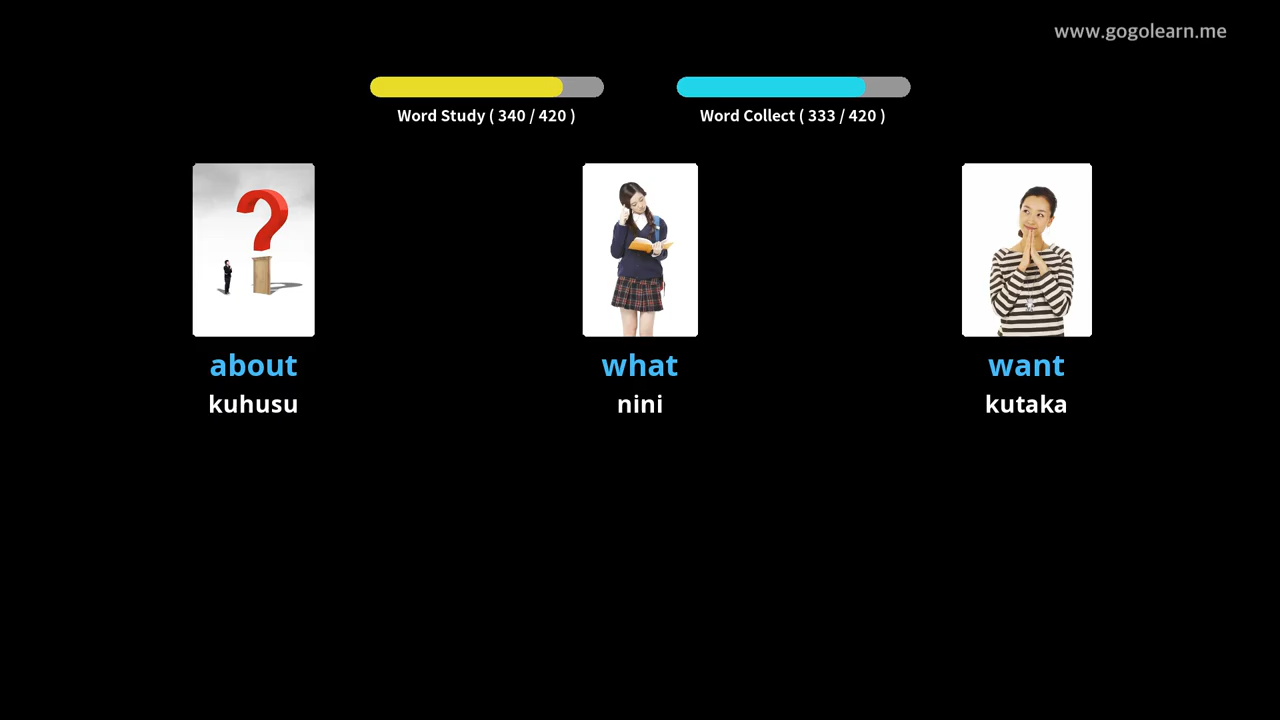 www.gogolearn.me
Word Study ( 340 / 420 )
Word Collect ( 333 / 420 )
about
what
want
kuhusu
nini
kutaka